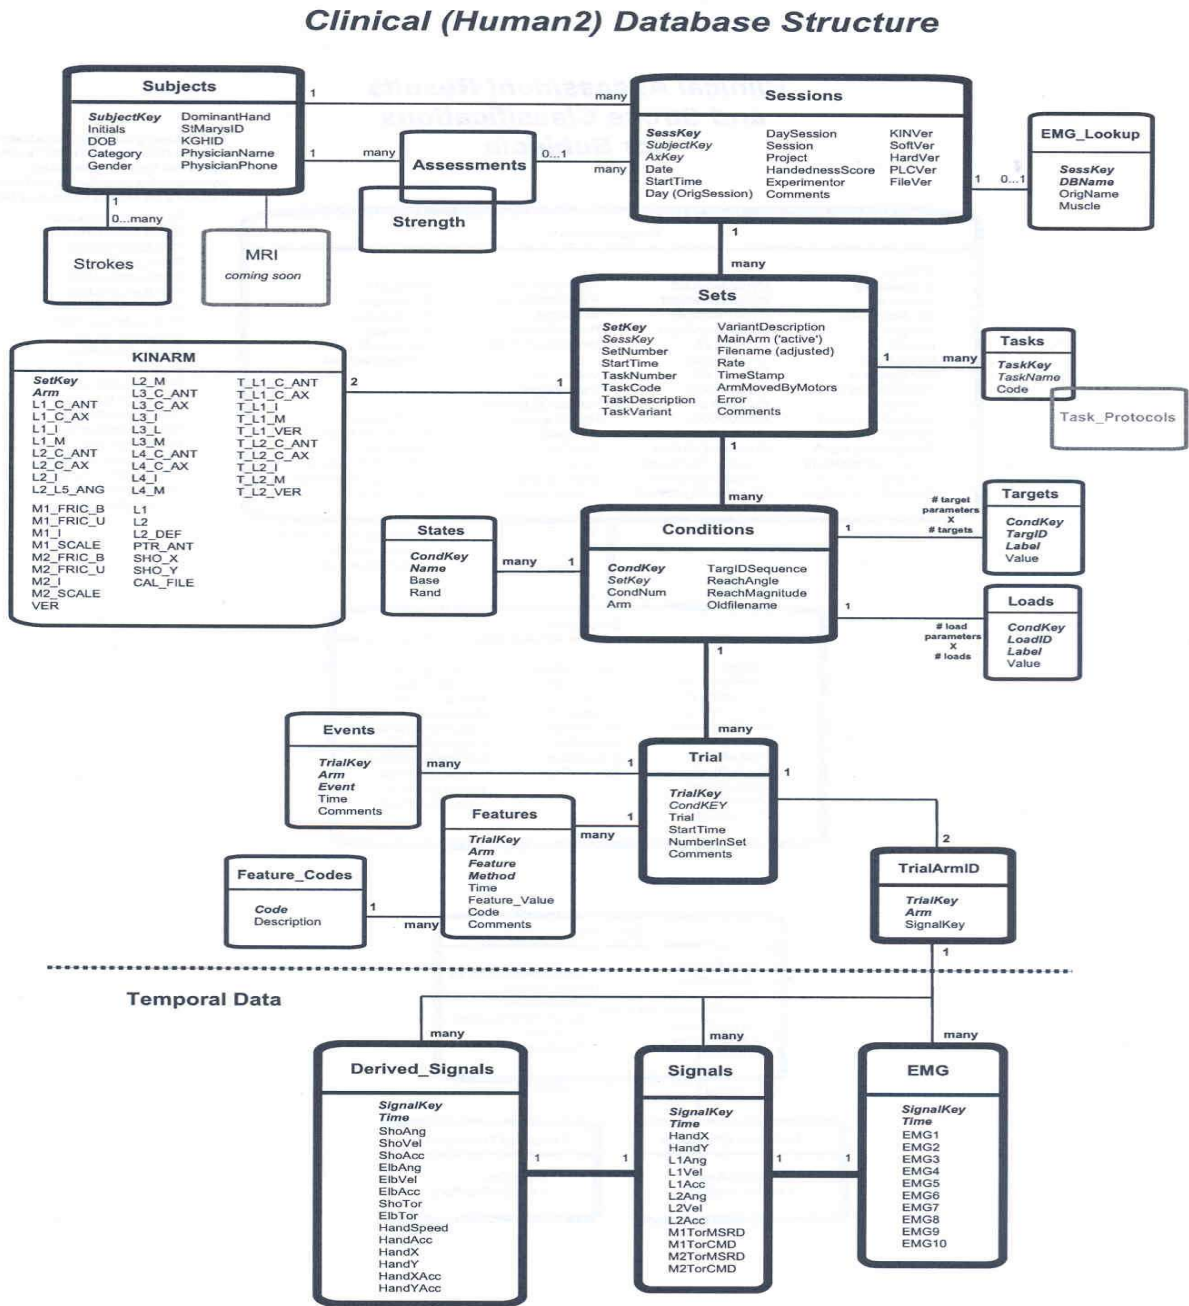 Clinical (Human2) Database Structure
Subjects
SubjectKey DominantHand
Initials StMarysID
DOB KGHID
Category PhysicianName
Gender PhysicianPhone
1 many
1 many
Assessments
0...1 many
Strength
Sessions
SessKey DaySession KINVer
SubjectKey Session SoftVer
AxKey Project HardVer
Date HandednessScore PLCVer
StartTime Experimentor FileVer
Day (OrigSession) Comments
1 0...1
EMG_Lookup
SessKey
DBName
OrigName
Muscle
1
0...many
Strokes
MRI
coming soon
1
many
Sets
SetKey VariantDescription
SessKey MainArm ('active')
SetNumber Filename (adjusted)
StartTime Rate
TaskNumber TimeStamp
TaskCode ArmMovedByMotors
TaskDescription Error
TaskVariant Comments
1 many
Tasks
TaskKey
TaskName
Code
Task_Protocols
KINARM
SetKey L2_M T_L1_C_ANT
Arm L3_C_ANT T_L1_C_AX
L1_C_ANT L3_C_AX T_L1_I
L1_C_AX L3_I T_L1_M
L1_I L3_L T_L1_VER
L1_M L3_M T_L2_C_ANT
L2_C_ANT L4_C_ANT T_L2_C_AX
L2_C_AX L4_C_AX T_L2_I
L2_I L4_I T_L2_M
L2_L5_ANG L4_M T_L2_VER
M1_FRIC_B L1
M1_FRIC_U L2
M1_I L2_DEF
M1_SCALE PTR_ANT
M2_FRIC_B SHO_X
M2_FRIC_U SHO_Y
M2_I CAL_FILE
M2_SCALE
VER
2 1
1
many
States
CondKey
Name
Base
Rand
many 1
Conditions
CondKey TargIDSequence
SetKey ReachAngle
CondNum ReachMagnitude
Arm Oldfilename
1
# target
parameters
X
# targets
Targets
CondKey
TargID
Label
Value
1
# load
parameters
X
# loads
Loads
CondKey
LoadID
Label
Value
1
many
Events
TrialKey
Arm
Event
Time
Comments
many 1
Trial
TrialKey
CondKEY
Trial
StartTime
NumberInSet
Comments
1
2
Features
TrialKey
Arm
Feature
Method
Time
Feature_Value
Code
Comments
many 1
Feature_Codes
Code
Description
1 many
TrialArmID
TrialKey
Arm
SignalKey
1
Temporal Data
many many many
Derived_Signals
SignalKey
Time
ShoAng
ShoVel
ShoAcc
ElbAng
ElbVel
ElbAcc
ShoTor
ElbTor
HandSpeed
HandAcc
HandX
HandY
HandXAcc
HandYAcc
1 1
Signals
SignalKey
Time
HandX
HandY
L1Ang
L1Vel
L1Acc
L2Ang
L2Vel
L2Acc
M1TorMSRD
M1TorCMD
M2TorMSRD
M2TorCMD
1 1
EMG
SignalKey
Time
EMG1
EMG2
EMG3
EMG4
EMG5
EMG6
EMG7
EMG8
EMG9
EMG10